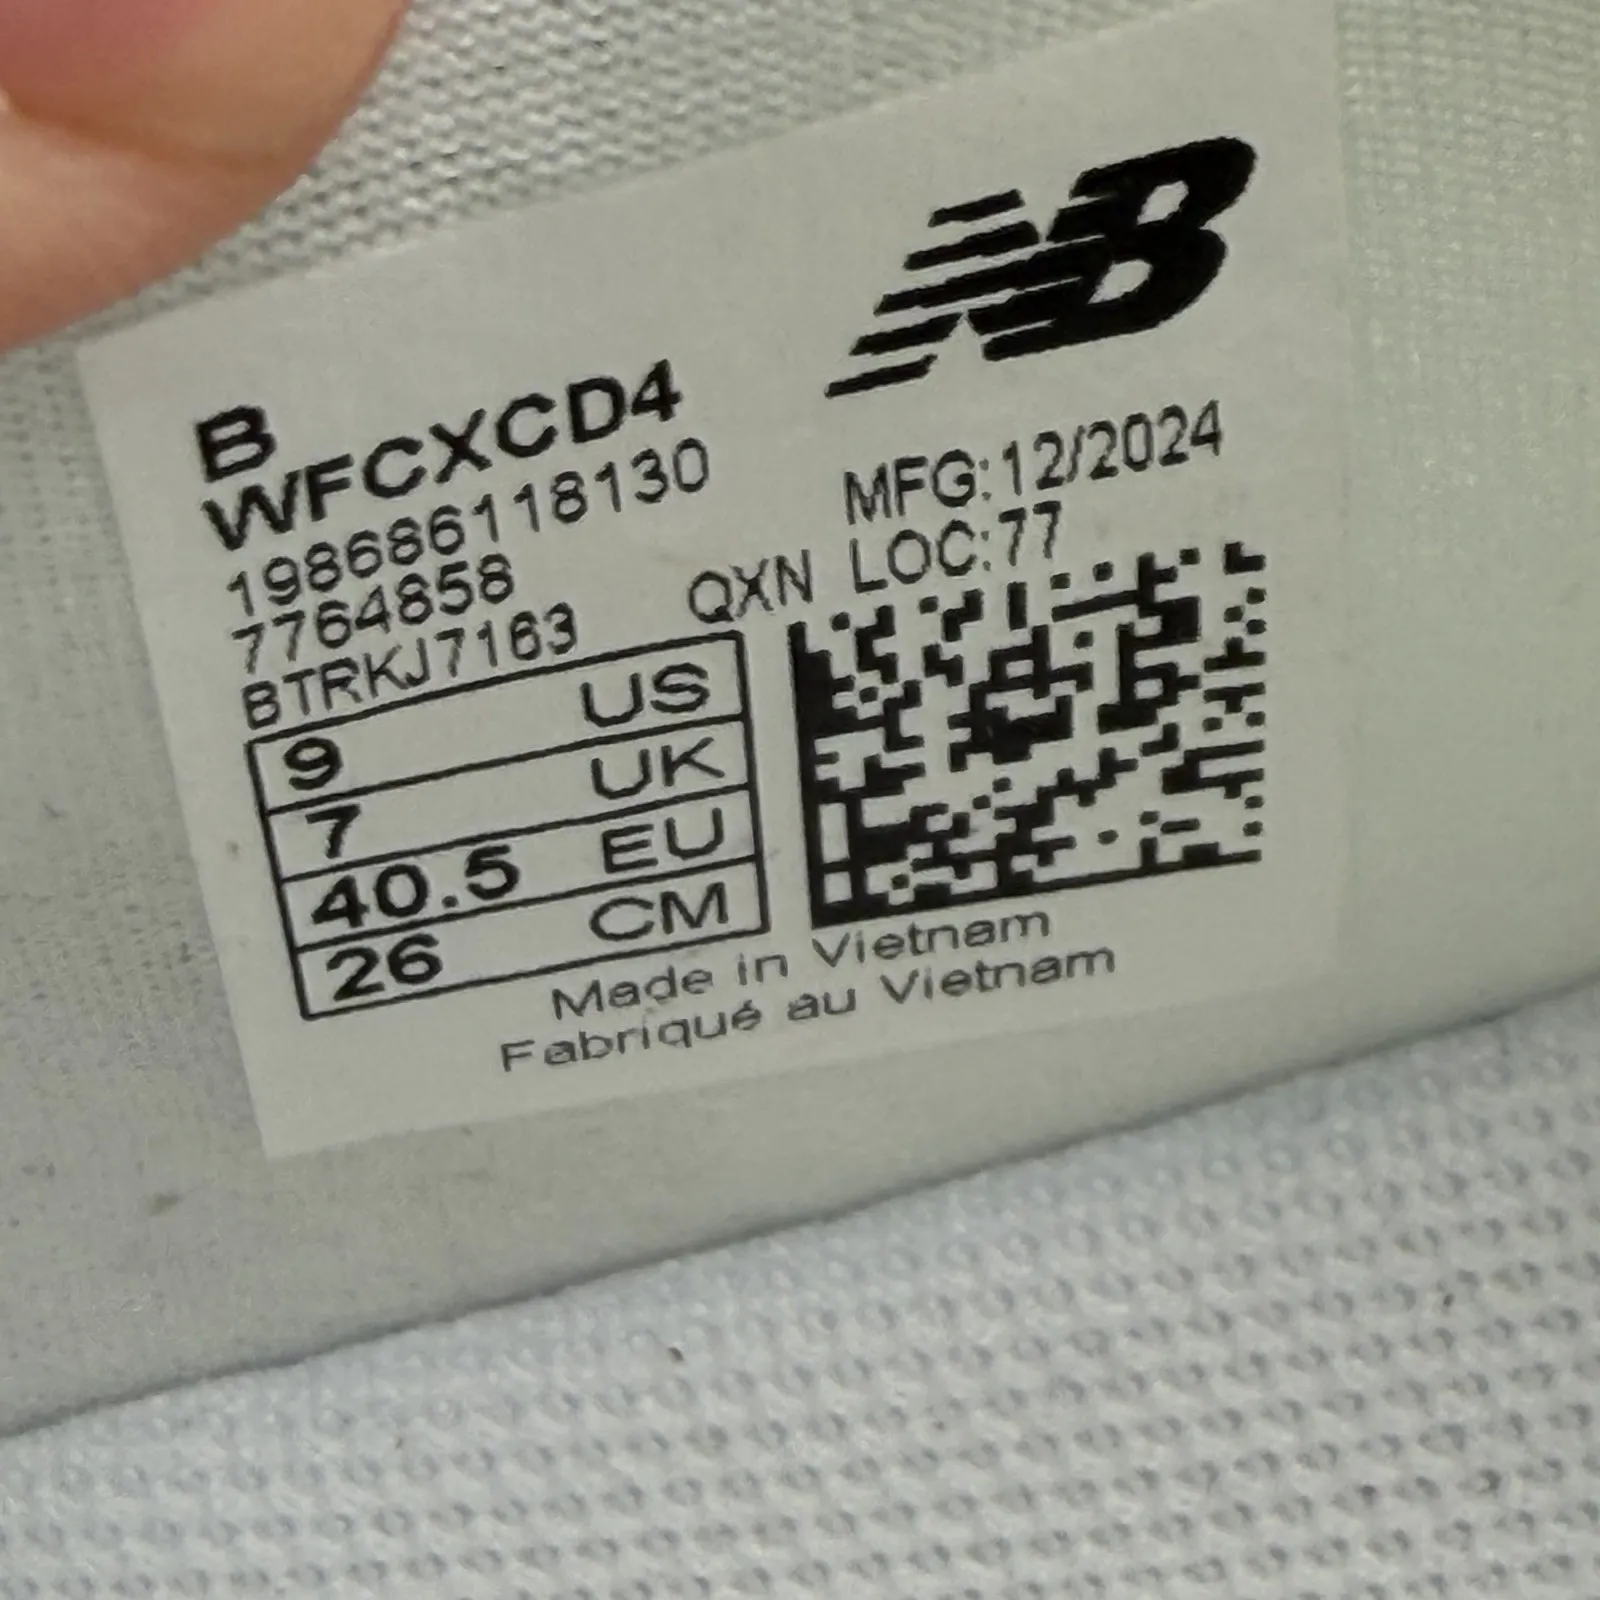 NB
B
WFCXCD4
198686118130
7764858
BTRKJ7163
MFG:12/2024
QXN LOC:77
9 US
7 UK
40.5 EU
26 CM
Made in Vietnam
Fabriqué au Vietnam